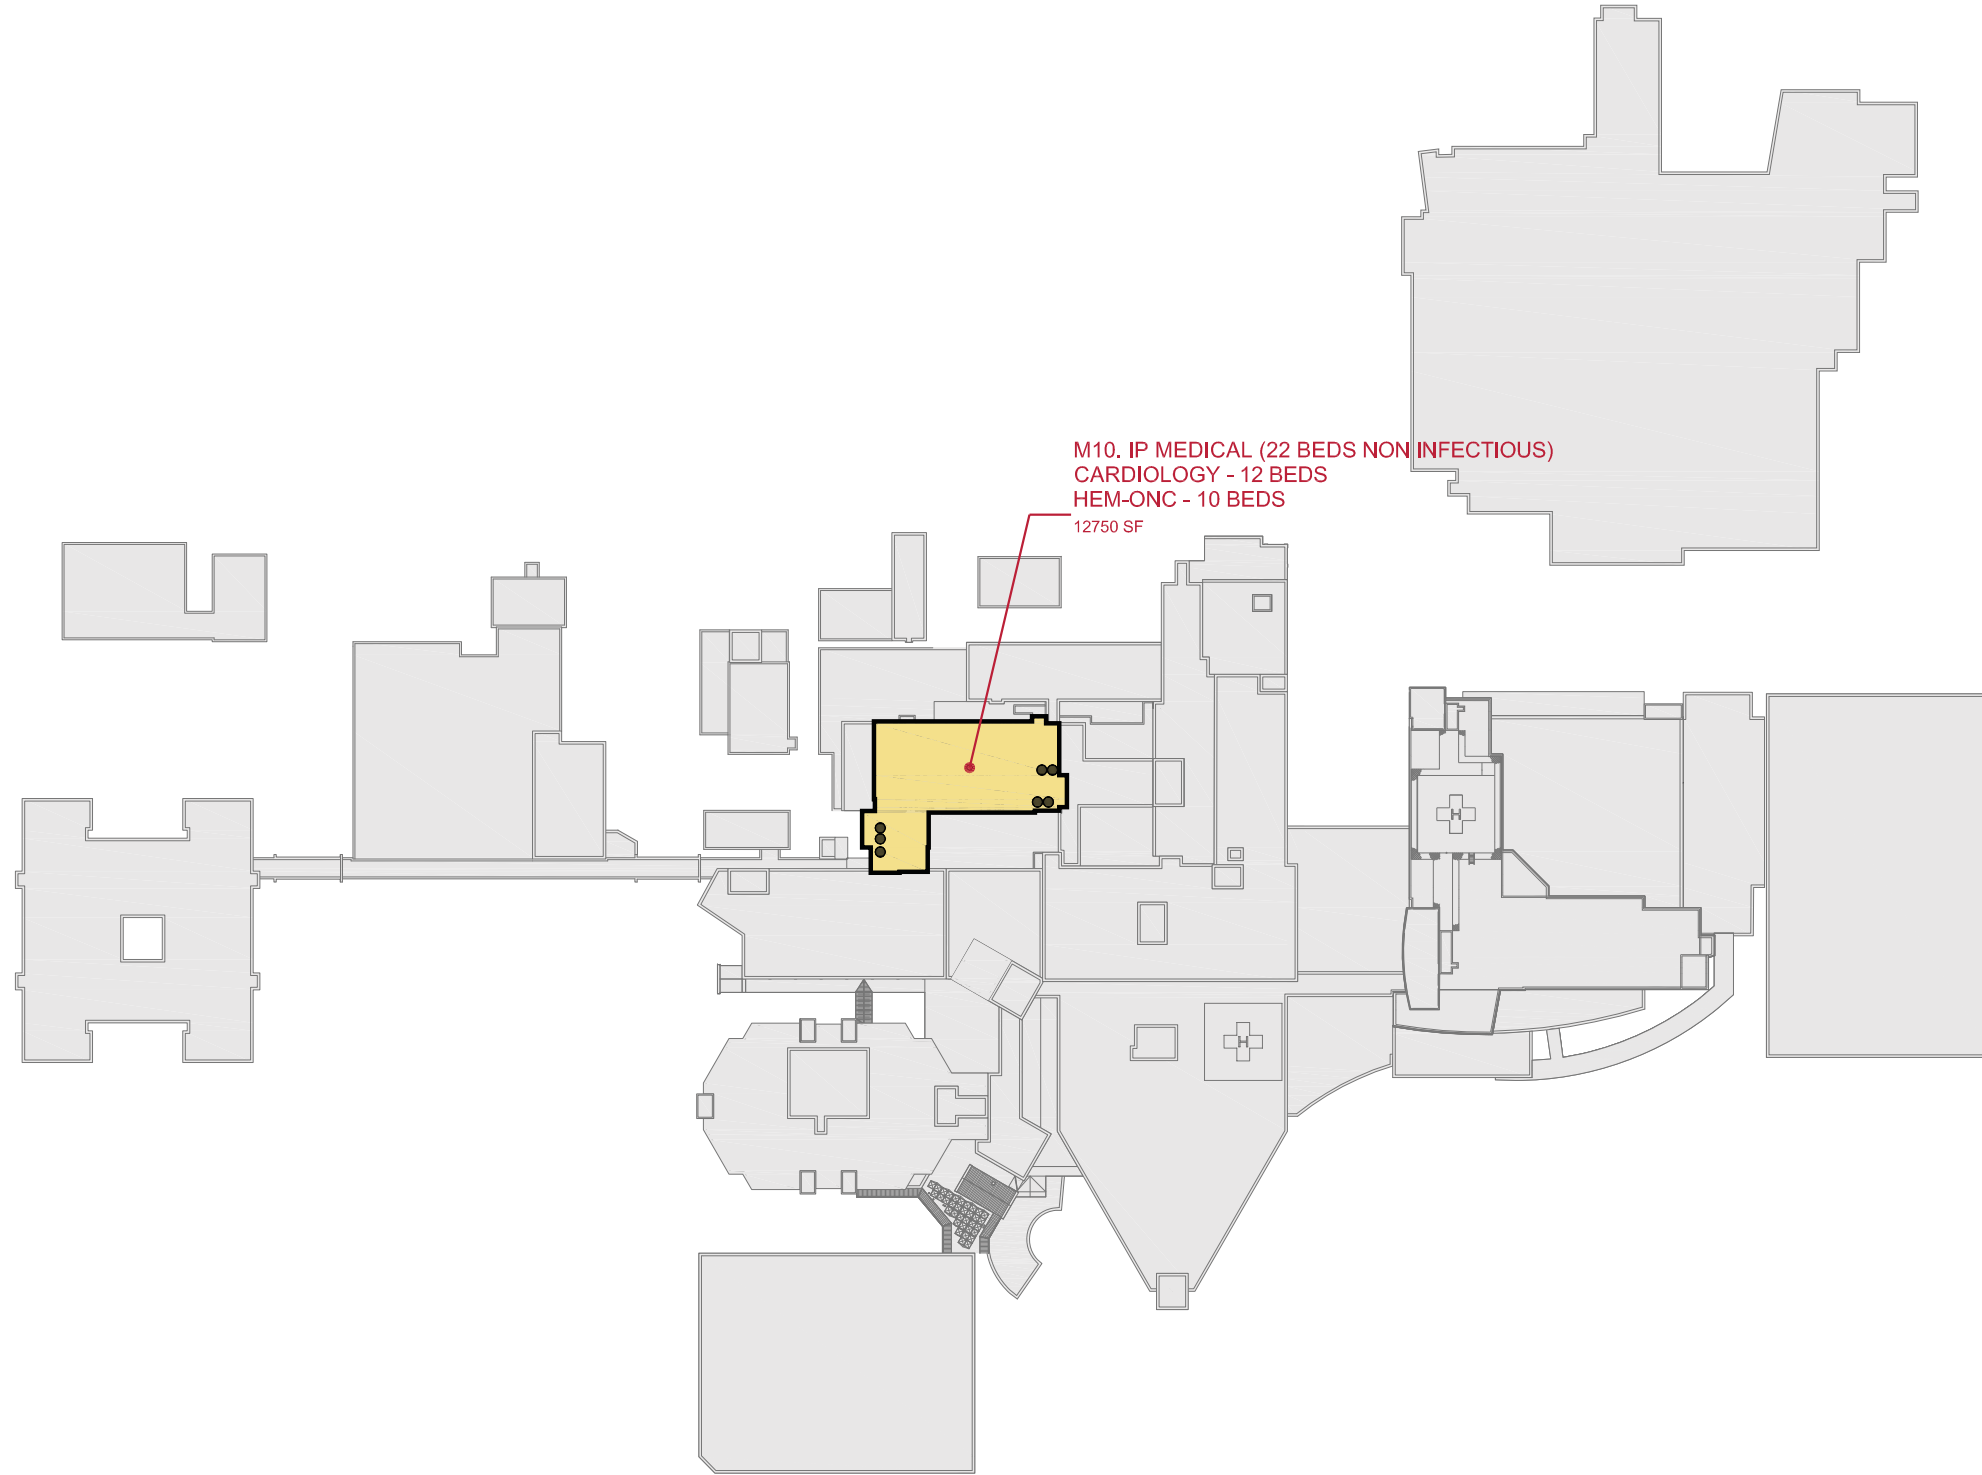 M10. IP MEDICAL (22 BEDS NON INFECTIOUS)
CARDIOLOGY - 12 BEDS
HEM-ONC - 10 BEDS
12750 SF
H
H